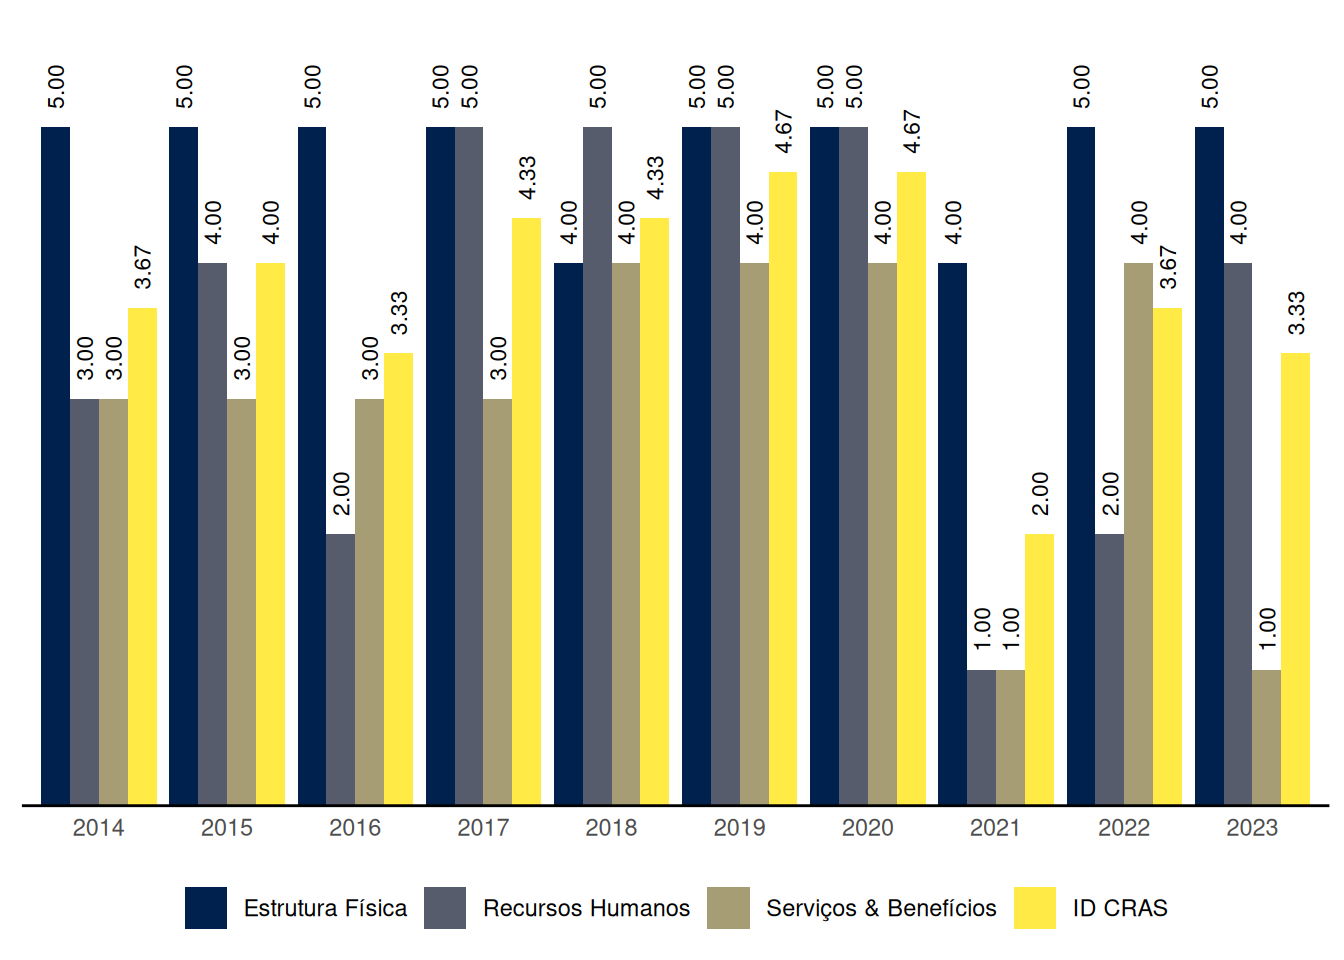 5.00 3.00 3.00 3.67
5.00 4.00 3.00 4.00
5.00 2.00 3.00 3.33
5.00 5.00 3.00 4.33
4.00 5.00 4.00 4.33
5.00 5.00 4.00 4.67
5.00 5.00 4.00 4.67
4.00 1.00 1.00 2.00
5.00 2.00 4.00 3.67
5.00 4.00 1.00 3.33
2014 2015 2016 2017 2018 2019 2020 2021 2022 2023
Estrutura Física Recursos Humanos Serviços & Benefícios ID CRAS